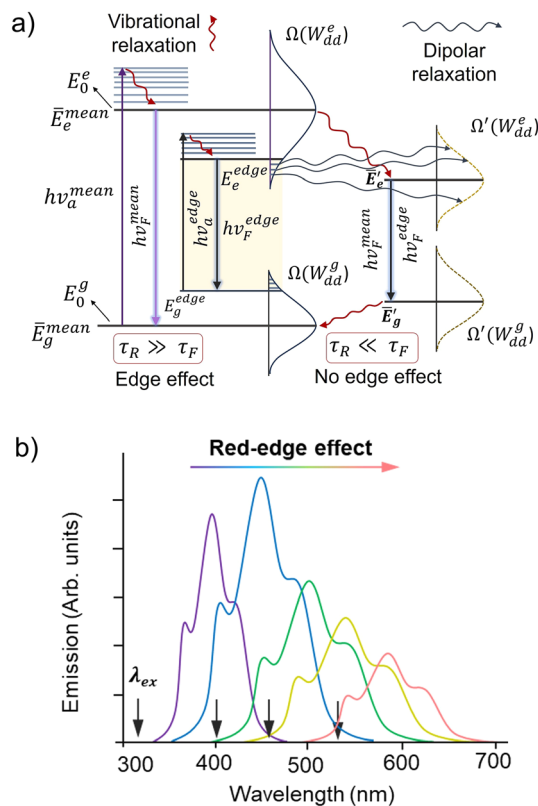 a)
Vibrational
relaxation
Ω(W_dd^e)
Dipolar
relaxation
E_0^e
Ē_e^mean
Ω'(W_dd^e)
E_e^edge
Ē'_e
hν_a^mean
hν_F^mean
hν_a^edge
hν_F^edge
hν_F^mean
hν_F^edge
E_0^g
E_g^edge
Ω(W_dd^g)
Ē_g^mean
Ē'_g
Ω'(W_dd^g)
τ_R ≫ τ_F
τ_R ≪ τ_F
Edge effect
No edge effect
b)
Red-edge effect
Emission (Arb. units)
λ_ex
300 400 500 600 700
Wavelength (nm)